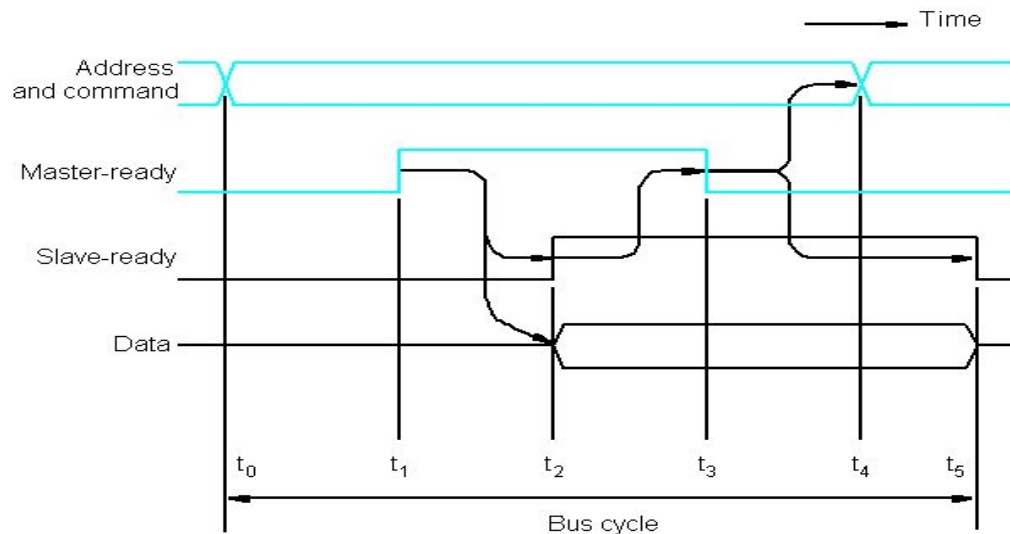 Time
Address
and command
Master-ready
Slave-ready
Data
t0 t1 t2 t3 t4 t5
Bus cycle